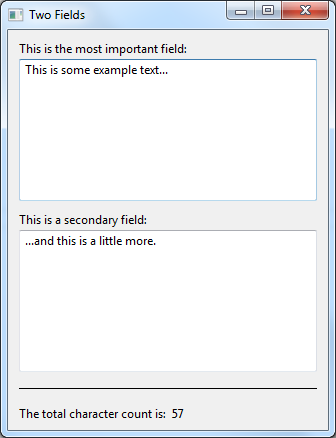 Two Fields
This is the most important field:
This is some example text...
This is a secondary field:
...and this is a little more.
The total character count is: 57